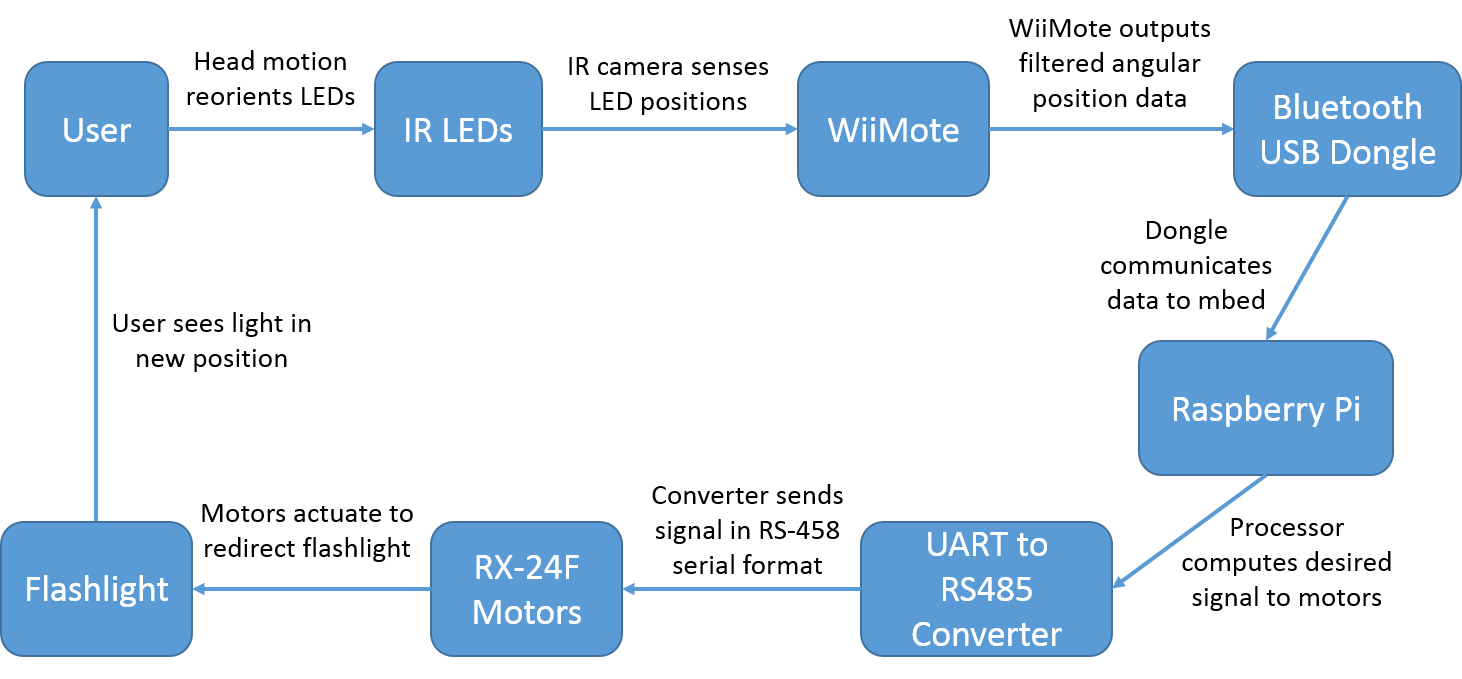 User
Head motion
reorients LEDs
IR LEDs
IR camera senses
LED positions
WiiMote
WiiMote outputs
filtered angular
position data
Bluetooth
USB Dongle
Dongle
communicates
data to mbed
Raspberry Pi
Processor
computes desired
signal to motors
UART to
RS485
Converter
Converter sends
signal in RS-458
serial format
RX-24F
Motors
Motors actuate to
redirect flashlight
Flashlight
User sees light in
new position